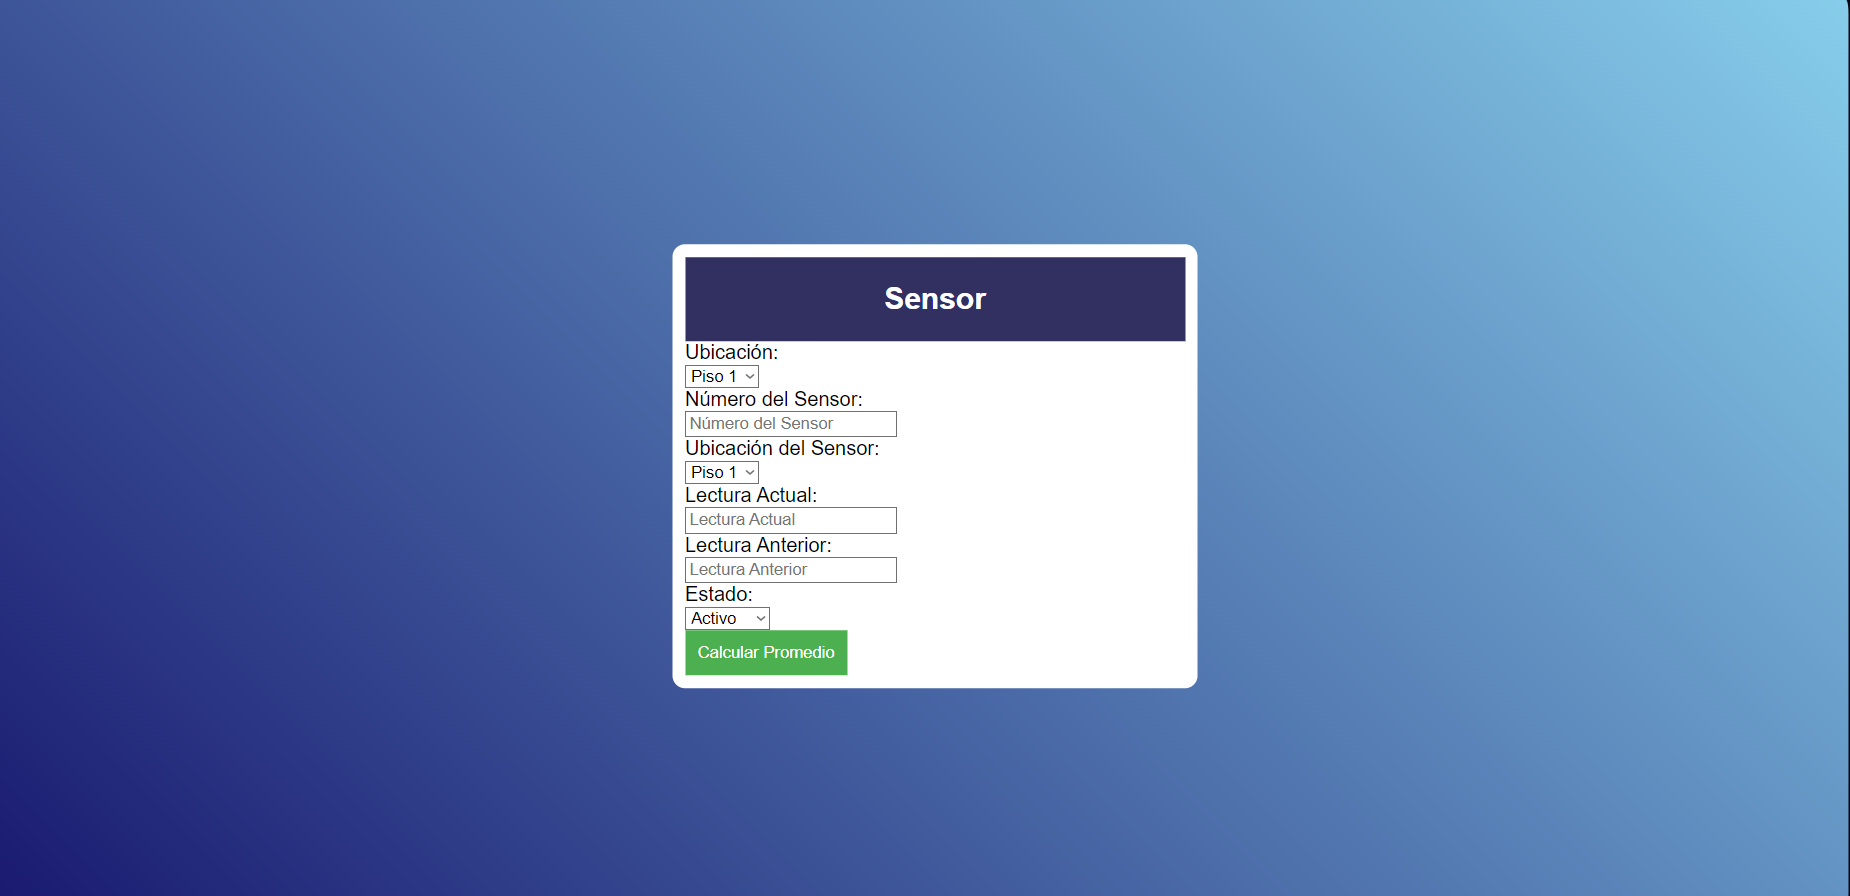 Sensor
Ubicación:
Piso 1
Número del Sensor:
Número del Sensor
Ubicación del Sensor:
Piso 1
Lectura Actual:
Lectura Actual
Lectura Anterior:
Lectura Anterior
Estado:
Activo
Calcular Promedio